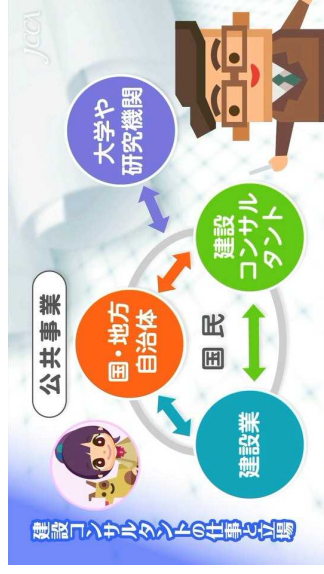 建設コンサルタントの仕事と立場
公共事業
国・地方
自治体
大学や
研究機関
国民
建設業
建設
コンサル
タント
JCCA